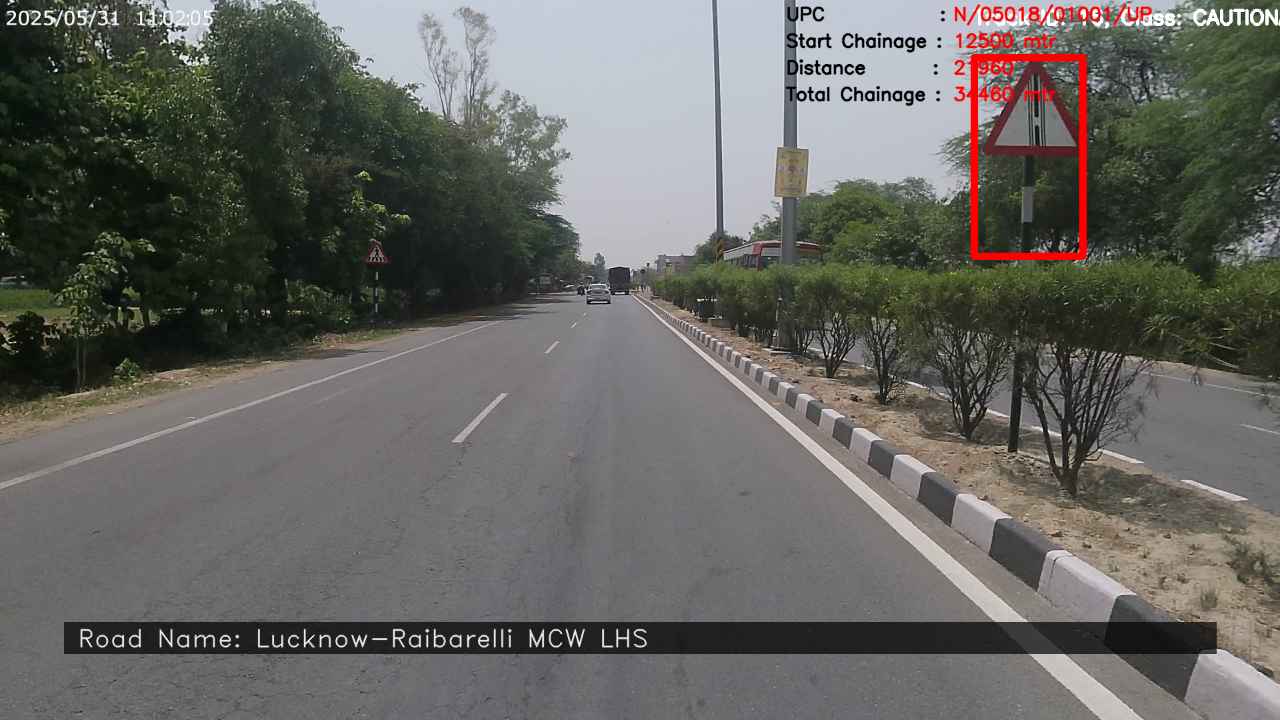 2025/05/31 11:02:05
UPC : N/05018/01001/UP
Class: CAUTION
Start Chainage : 12500 mtr
Distance : 21960
Total Chainage : 34460 mtr
Road Name: Lucknow-Raibarelli MCW LHS